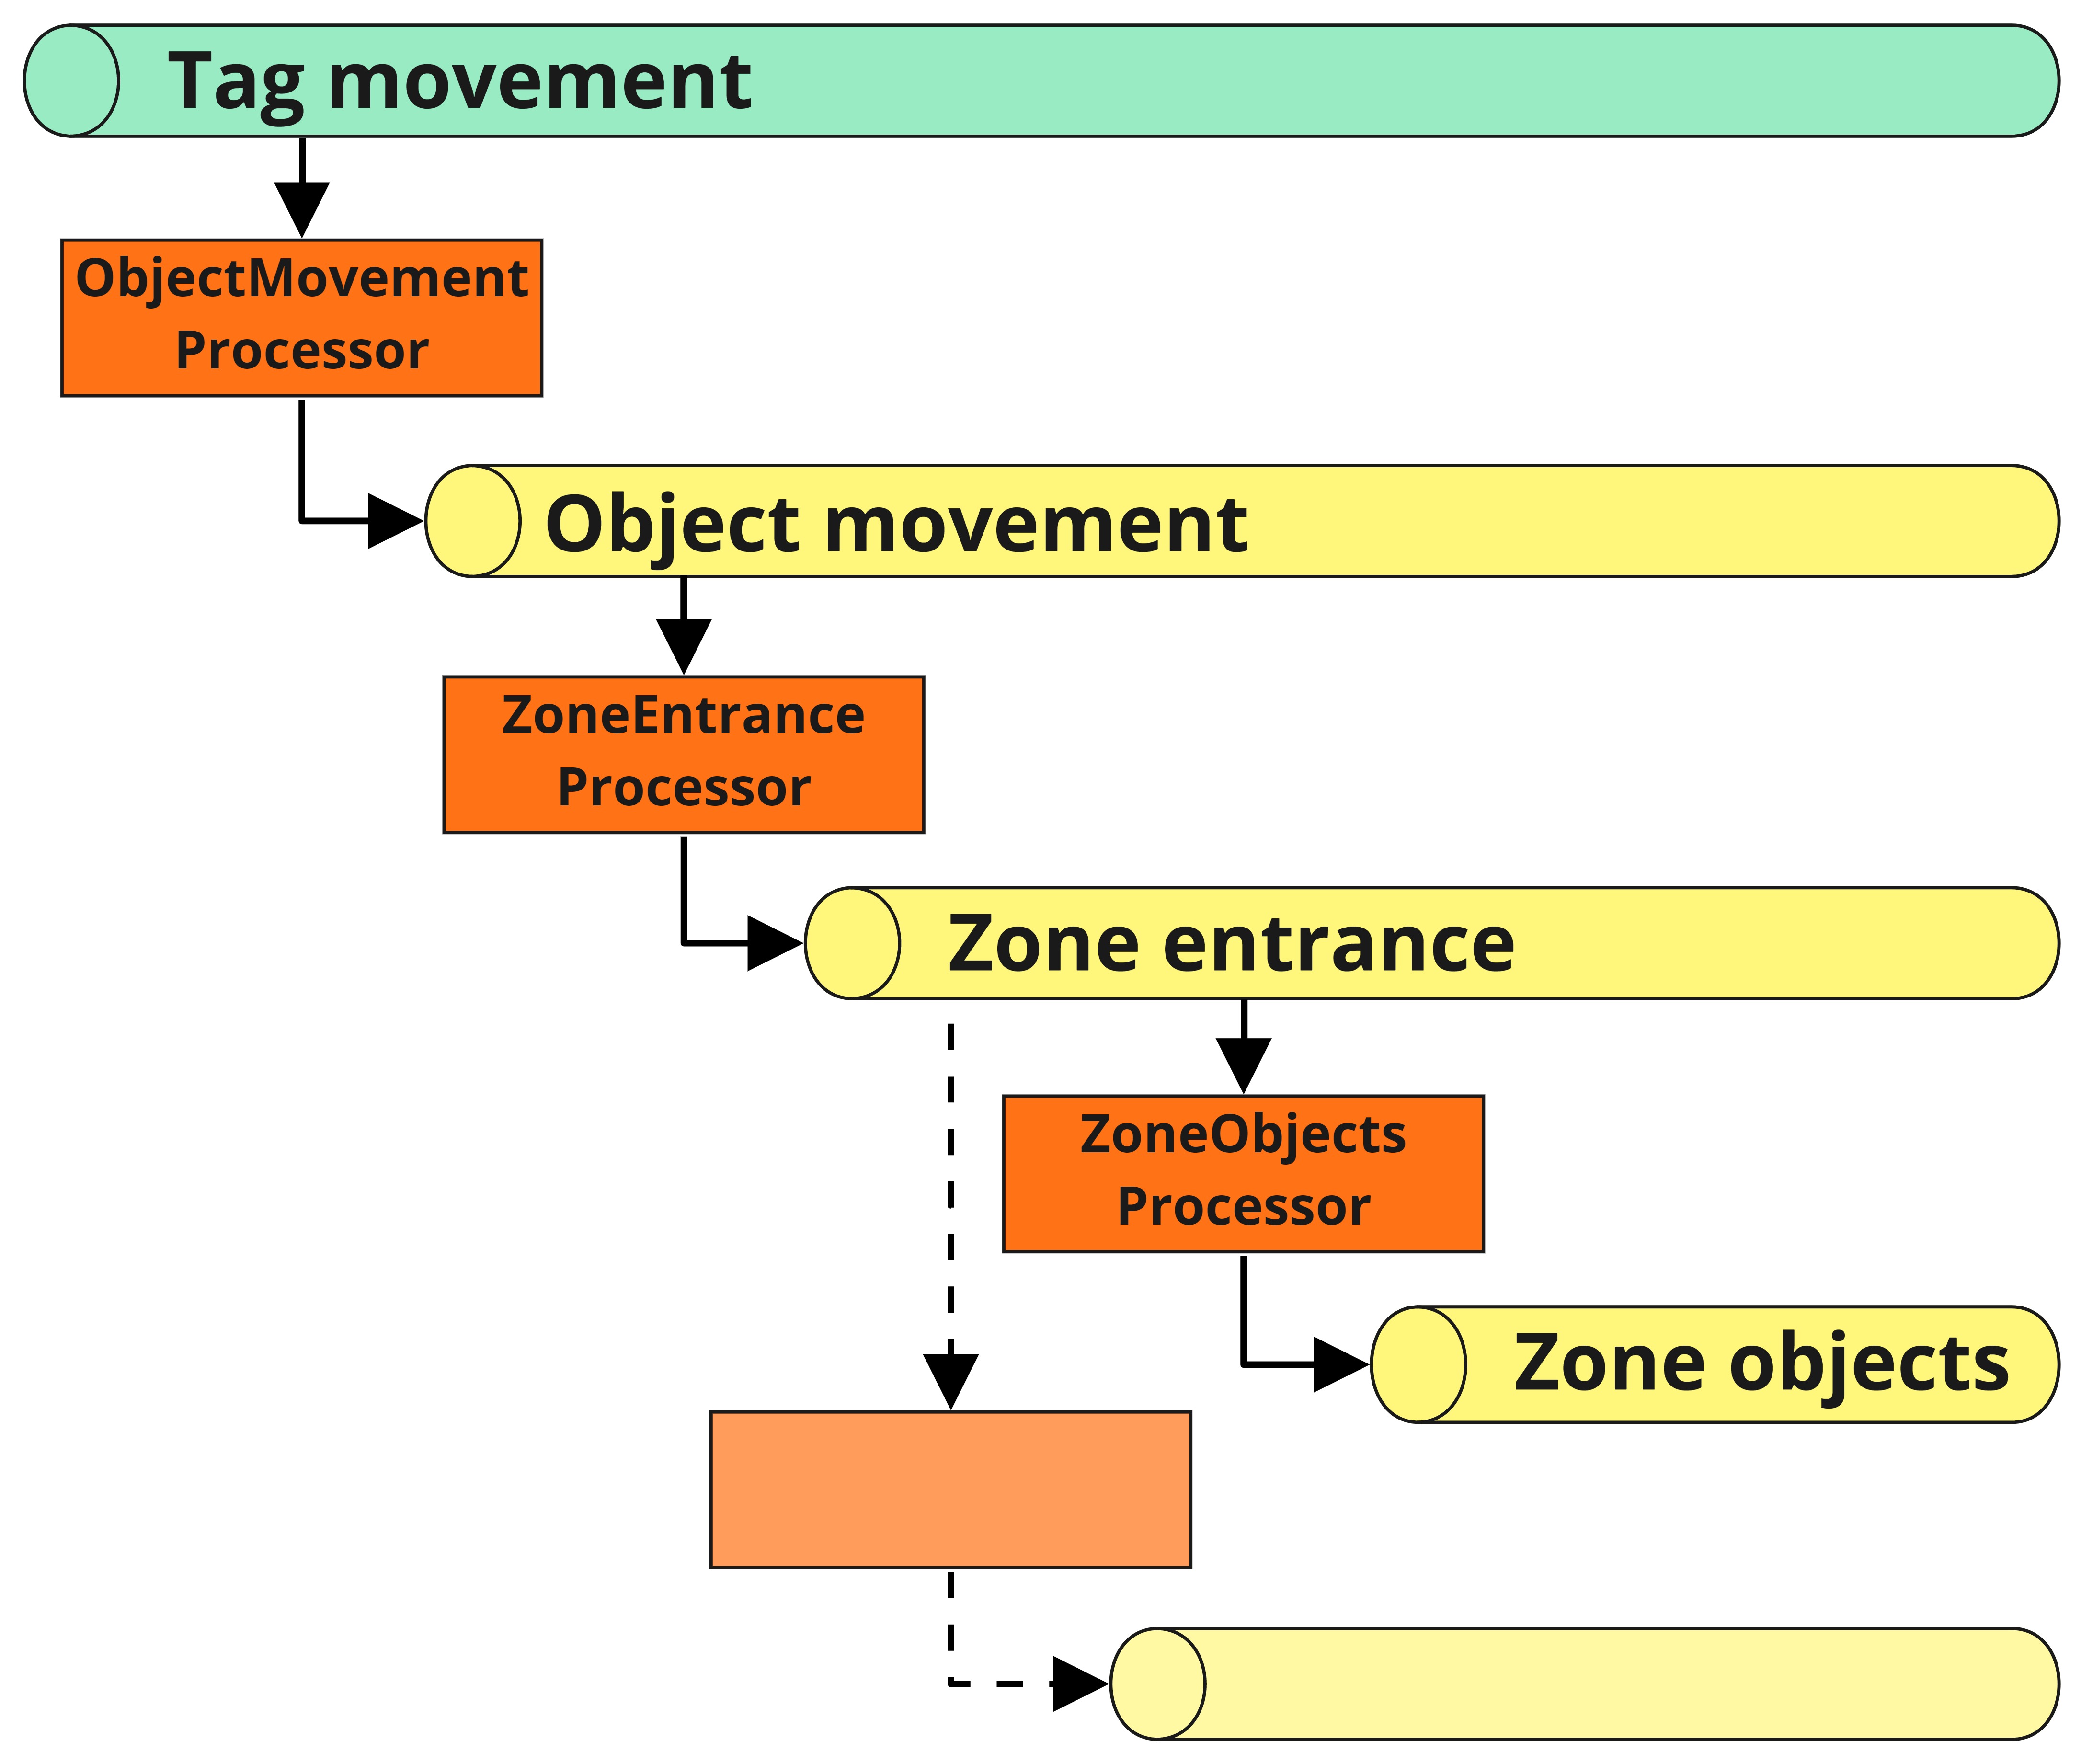 Tag movement
ObjectMovement
Processor
Object movement
ZoneEntrance
Processor
Zone entrance
ZoneObjects
Processor
Zone objects